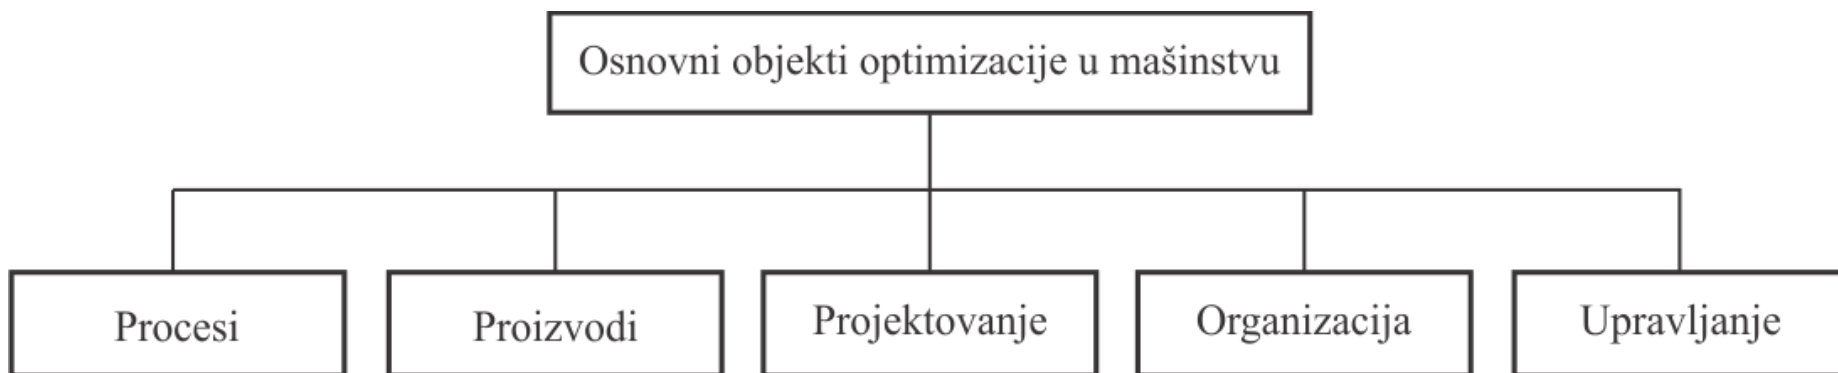 Osnovni objekti optimizacije u mašinstvu
Procesi
Proizvodi
Projektovanje
Organizacija
Upravljanje